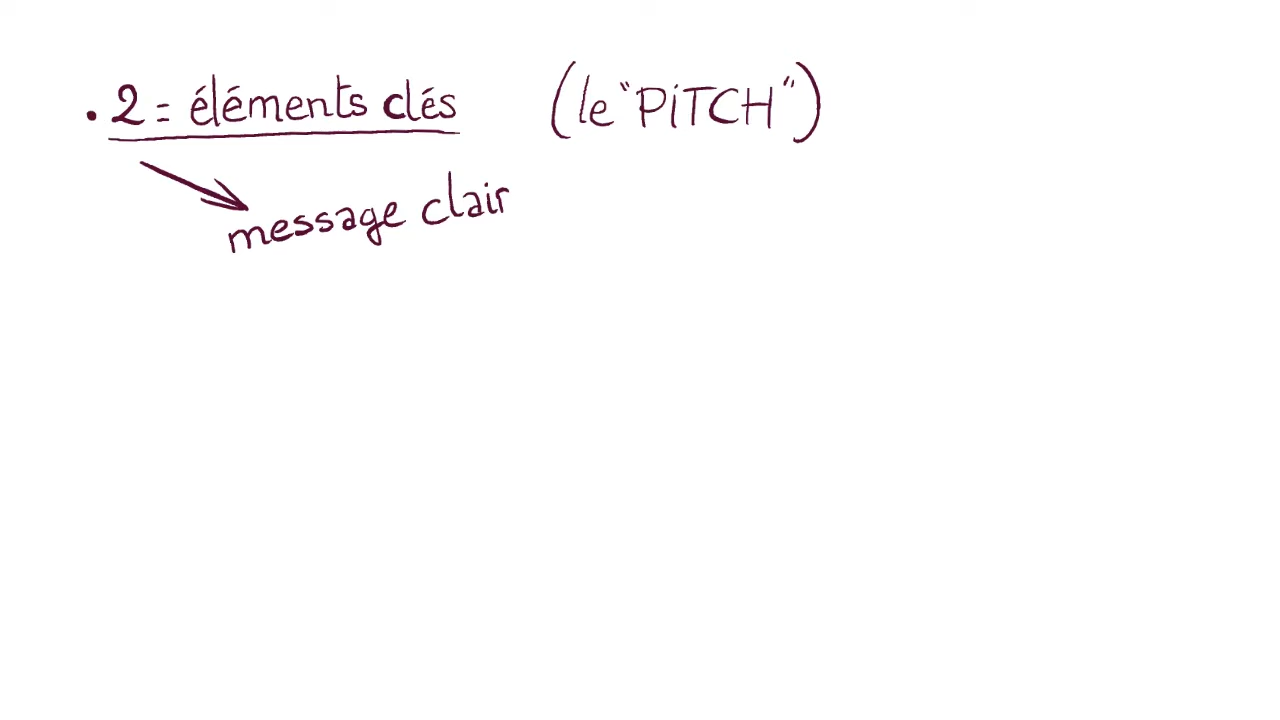 . 2 = éléments clés (le "PiTCH")
message clair